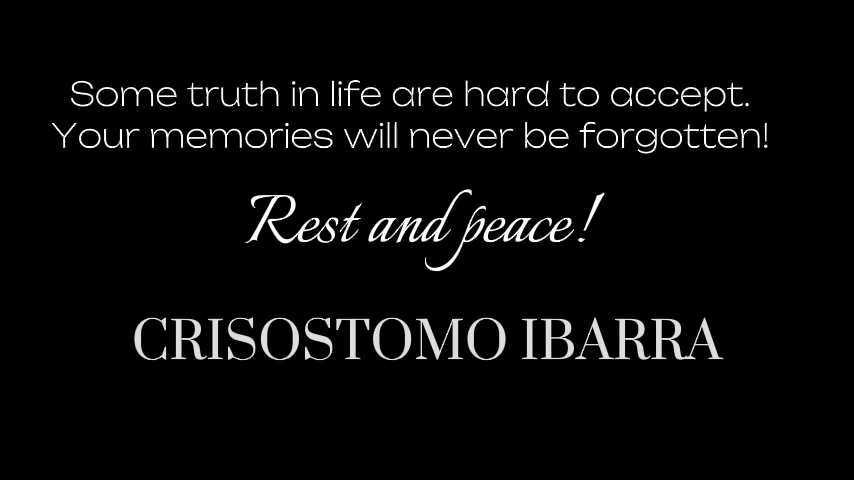 Some truth in life are hard to accept.
Your memories will never be forgotten!
Rest and peace!
CRISOSTOMO IBARRA